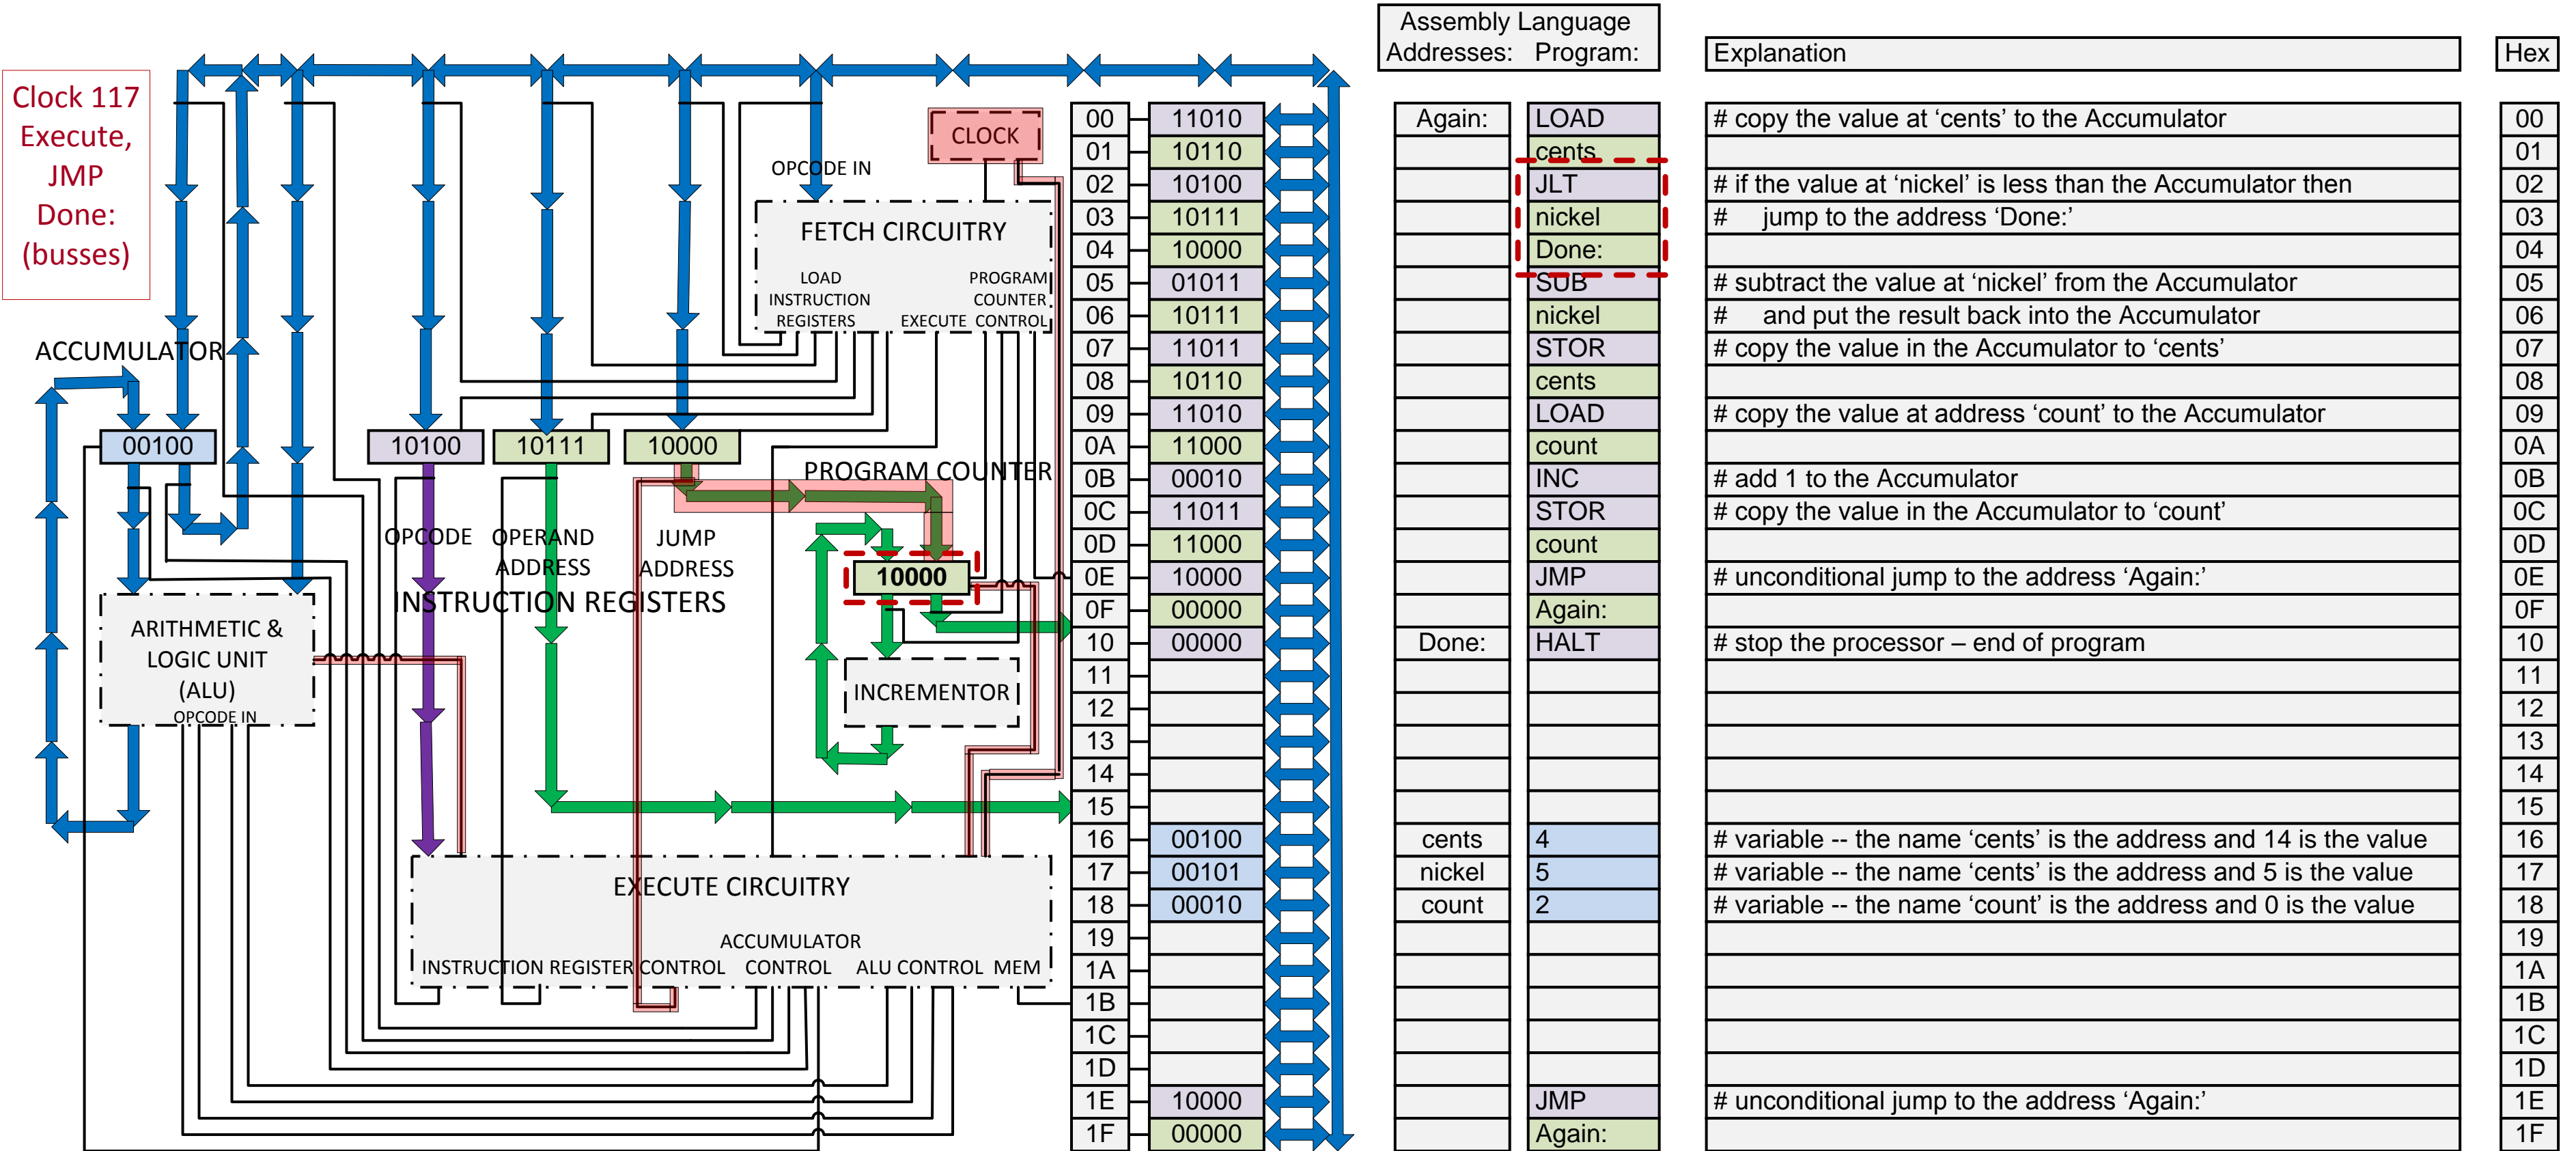 Clock 117
Execute,
JMP
Done:
(busses)
ACCUMULATOR
00100
10100
10111
10000
OPCODE
OPERAND
ADDRESS
JUMP
ADDRESS
INSTRUCTION REGISTERS
ARITHMETIC &
LOGIC UNIT
(ALU)
OPCODE IN
CLOCK
OPCODE IN
FETCH CIRCUITRY
LOAD
INSTRUCTION
REGISTERS
EXECUTE
PROGRAM
COUNTER
CONTROL
PROGRAM COUNTER
10000
INCREMENTOR
EXECUTE CIRCUITRY
INSTRUCTION REGISTER CONTROL
ACCUMULATOR
CONTROL
ALU CONTROL
MEM
Assembly Language
Addresses: Program:
Explanation
Hex
00 11010 Again: LOAD # copy the value at ‘cents’ to the Accumulator 00
01 10110 cents 01
02 10100 JLT # if the value at ‘nickel’ is less than the Accumulator then 02
03 10111 nickel # jump to the address ‘Done:’ 03
04 10000 Done: 04
05 01011 SUB # subtract the value at ‘nickel’ from the Accumulator 05
06 10111 nickel # and put the result back into the Accumulator 06
07 11011 STOR # copy the value in the Accumulator to ‘cents’ 07
08 10110 cents 08
09 11010 LOAD # copy the value at address ‘count’ to the Accumulator 09
0A 11000 count 0A
0B 00010 INC # add 1 to the Accumulator 0B
0C 11011 STOR # copy the value in the Accumulator to ‘count’ 0C
0D 11000 count 0D
0E 10000 JMP # unconditional jump to the address ‘Again:’ 0E
0F 00000 Again: 0F
10 00000 Done: HALT # stop the processor – end of program 10
11 11
12 12
13 13
14 14
15 15
16 00100 cents 4 # variable -- the name ‘cents’ is the address and 14 is the value 16
17 00101 nickel 5 # variable -- the name ‘cents’ is the address and 5 is the value 17
18 00010 count 2 # variable -- the name ‘count’ is the address and 0 is the value 18
19 19
1A 1A
1B 1B
1C 1C
1D 1D
1E 10000 JMP # unconditional jump to the address ‘Again:’ 1E
1F 00000 Again: 1F